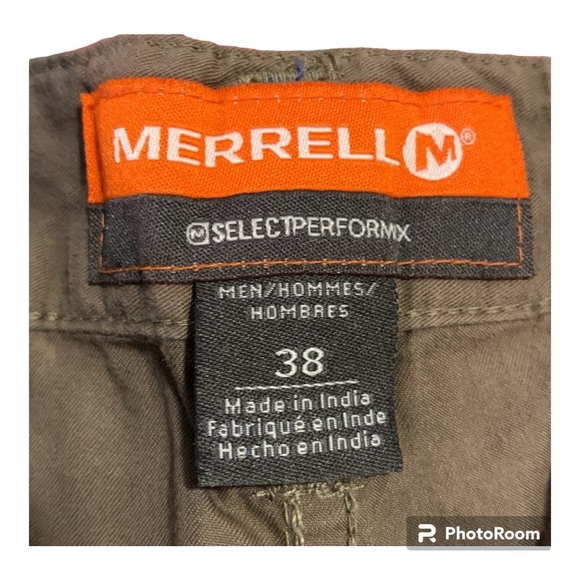 MERRELL M®
M SELECTPERFORMX
MEN/HOMMES/
HOMBRES
38
Made in India
Fabriqué en Inde
Hecho en India
PhotoRoom